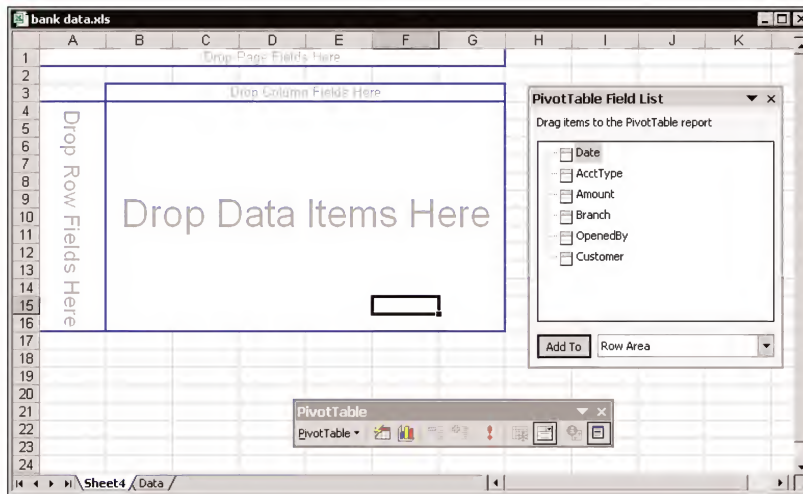 bank data.xls
A B C D E F G H I J K
1 Drop Page Fields Here
2
3 Drop Column Fields Here
4
5
6
7
8
9
10
11
12
13
14
15
16
17
18
19
20
21
22
23
24
Drop Row Fields Here
Drop Data Items Here
PivotTable Field List
Drag items to the PivotTable report
Date
AcctType
Amount
Branch
OpenedBy
Customer
Add To Row Area
PivotTable
PivotTable
Sheet4 Data